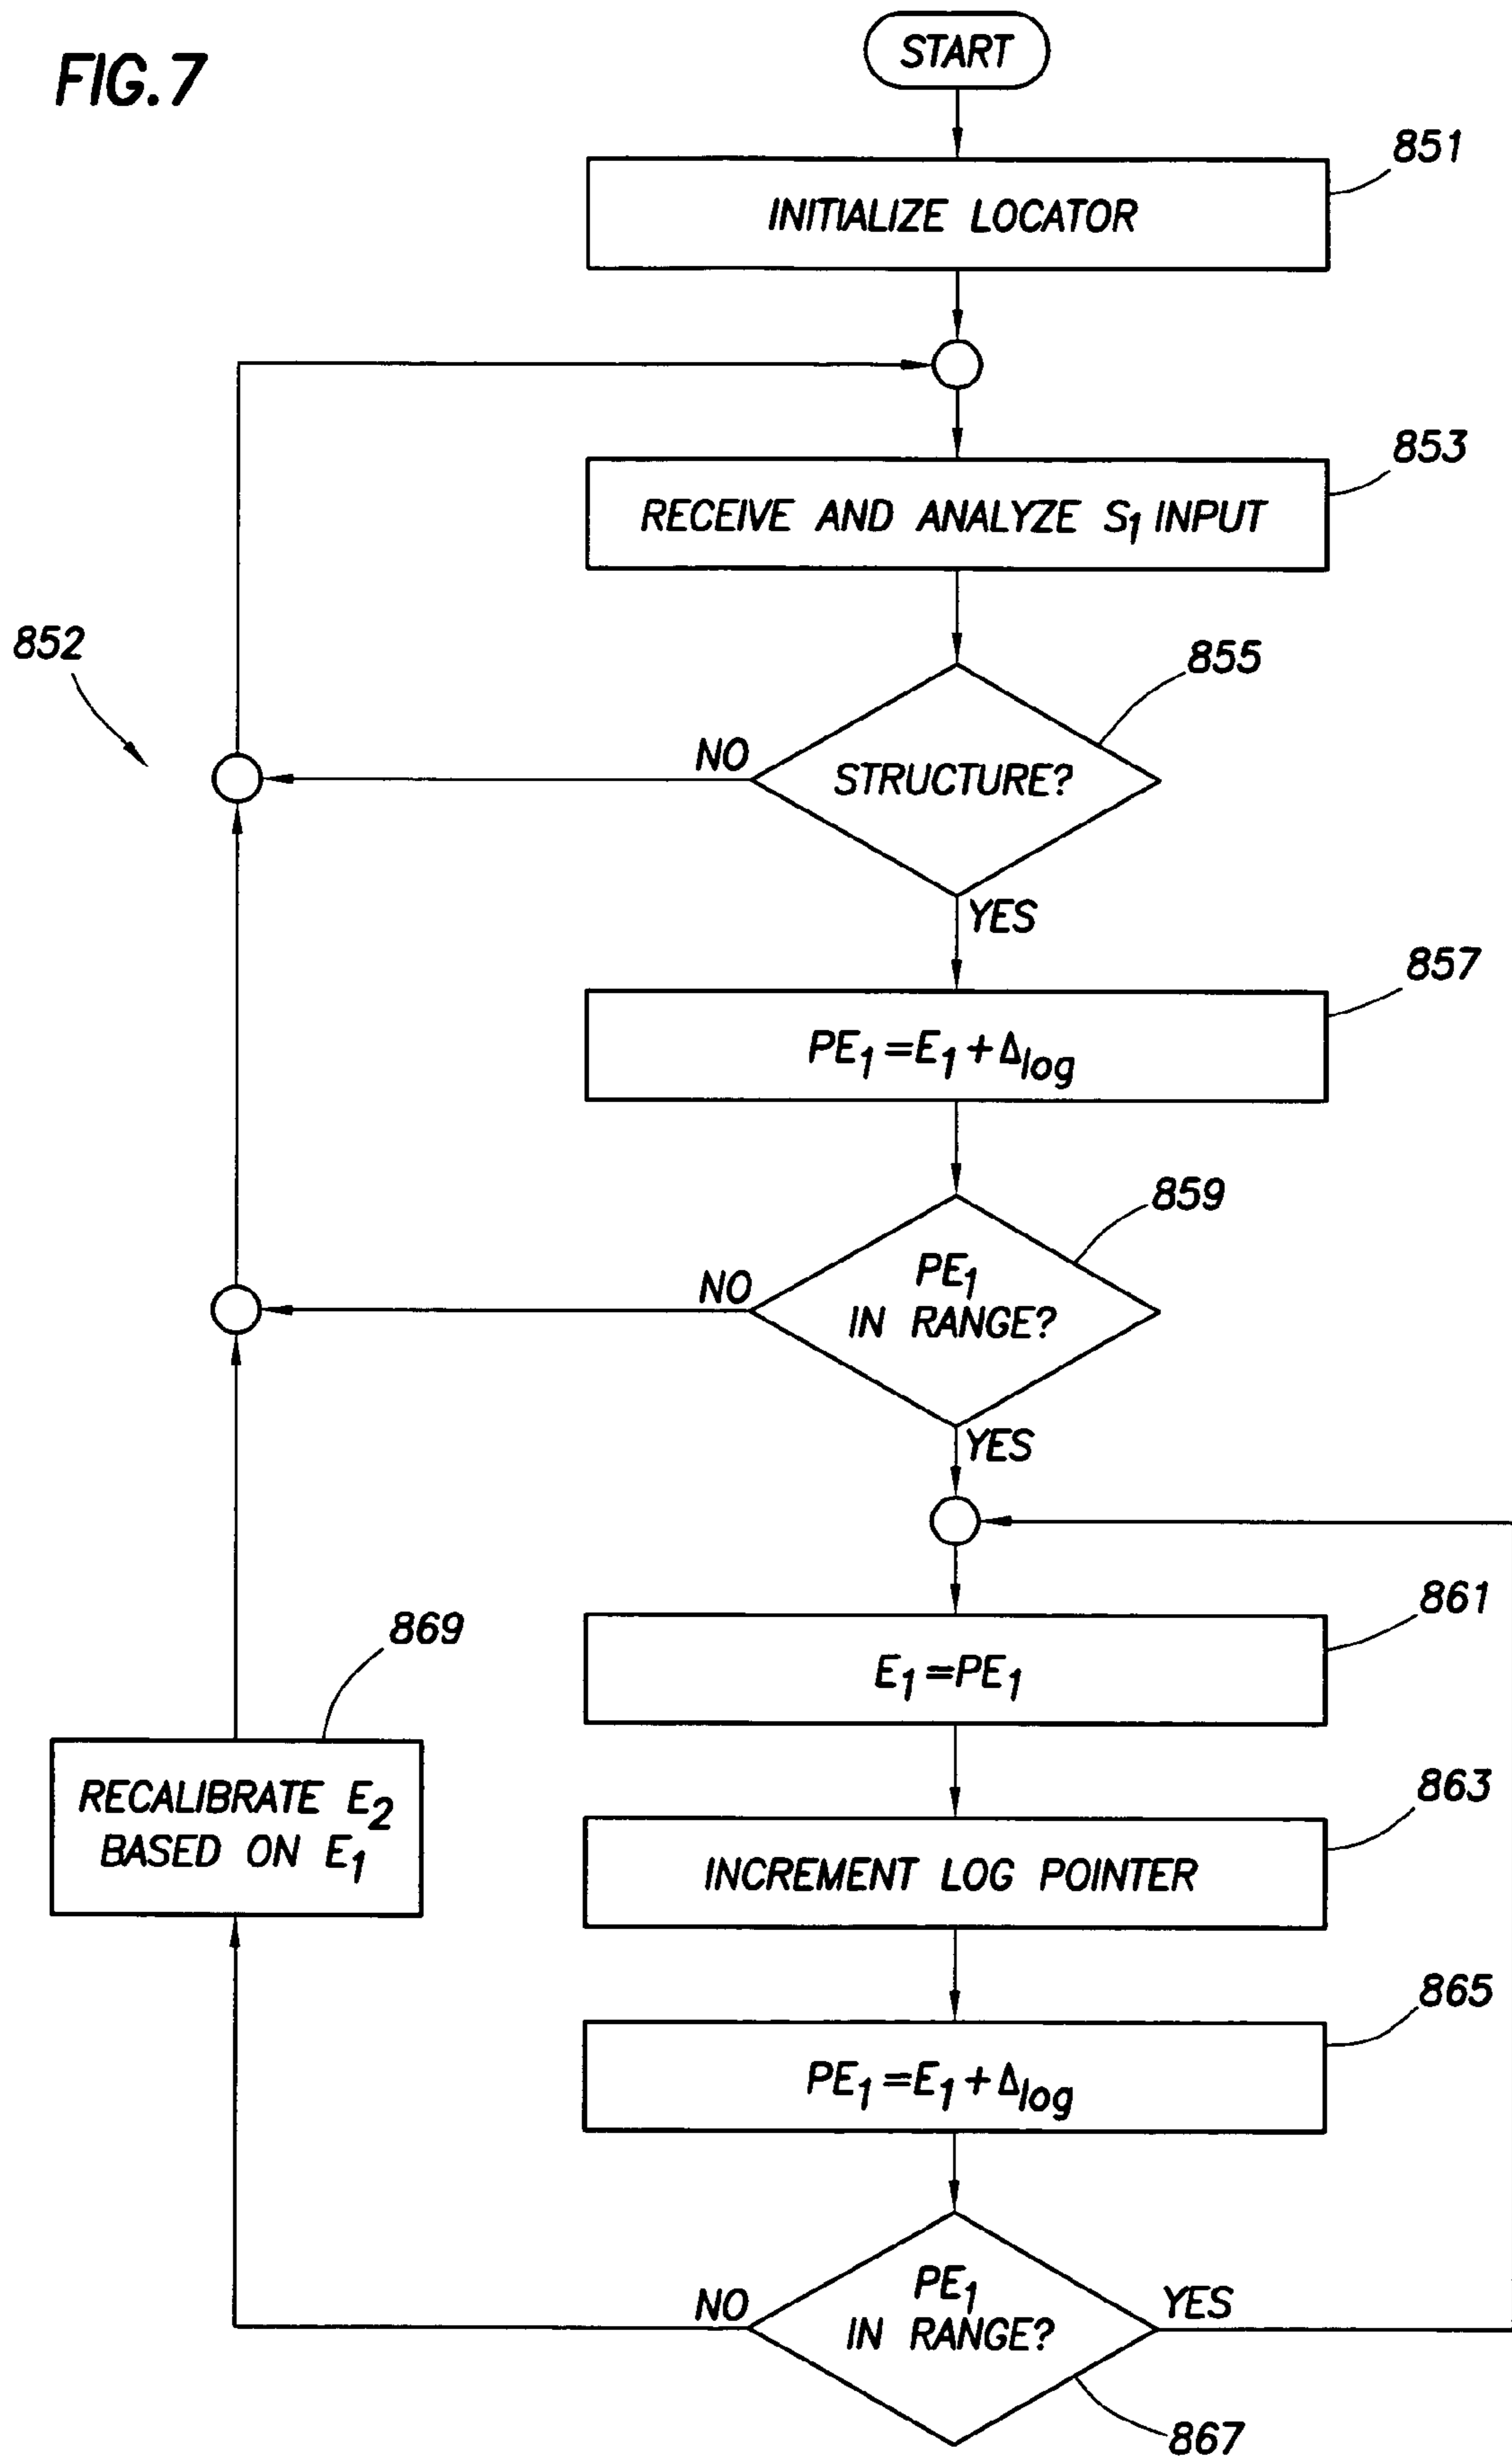 FIG. 7
START
851
INITIALIZE LOCATOR
853
RECEIVE AND ANALYZE S1 INPUT
852
855
NO
STRUCTURE?
YES
857
PE1=E1+Δlog
859
NO
PE1
IN RANGE?
YES
861
E1=PE1
869
RECALIBRATE E2
BASED ON E1
863
INCREMENT LOG POINTER
865
PE1=E1+Δlog
NO
PE1
IN RANGE?
YES
867